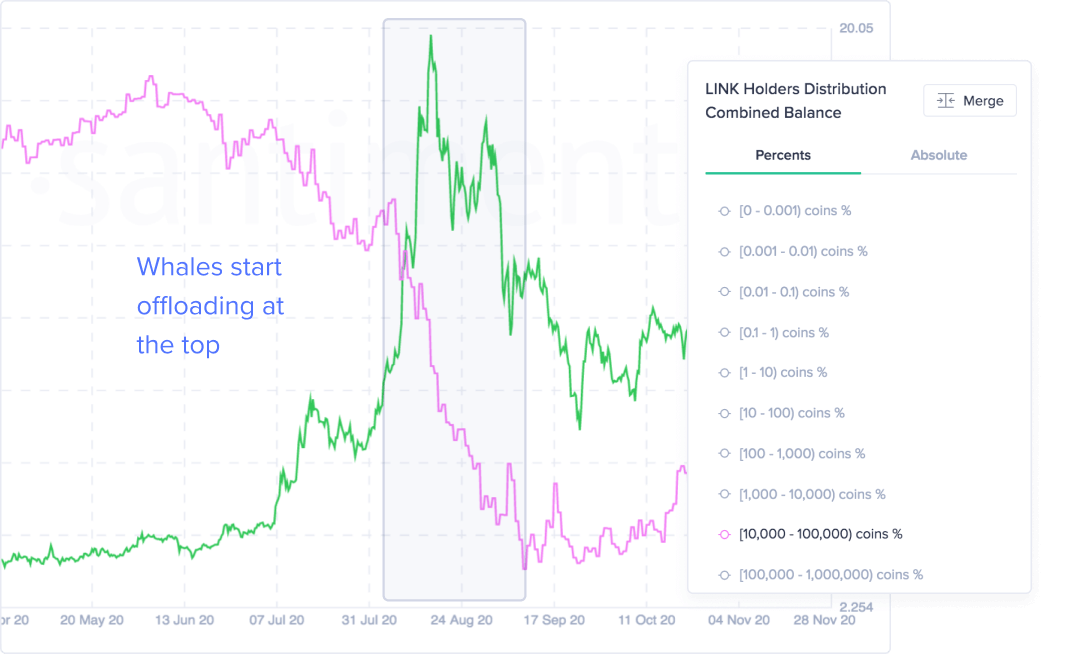 20.05
LINK Holders Distribution
Combined Balance
Merge
Percents
Absolute
·santiment
Whales start
offloading at
the top
[0 - 0.001) coins %
[0.001 - 0.01) coins %
[0.01 - 0.1) coins %
[0.1 - 1) coins %
[1 - 10) coins %
[10 - 100) coins %
[100 - 1,000) coins %
[1,000 - 10,000) coins %
[10,000 - 100,000) coins %
[100,000 - 1,000,000) coins %
2.254
pr 20 20 May 20 13 Jun 20 07 Jul 20 31 Jul 20 24 Aug 20 17 Sep 20 11 Oct 20 04 Nov 20 28 Nov 20